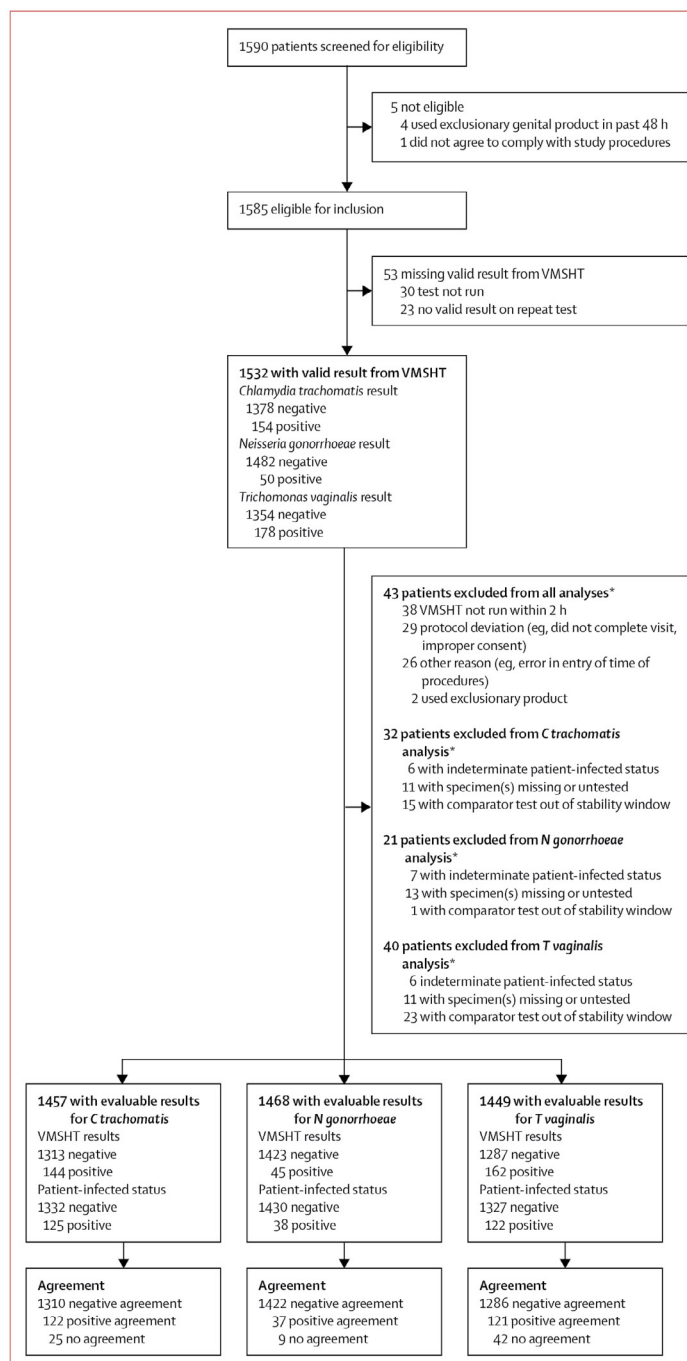 1590 patients screened for eligibility
5 not eligible
4 used exclusionary genital product in past 48 h
1 did not agree to comply with study procedures
1585 eligible for inclusion
53 missing valid result from VMSHT
30 test not run
23 no valid result on repeat test
1532 with valid result from VMSHT
Chlamydia trachomatis result
1378 negative
154 positive
Neisseria gonorrhoeae result
1482 negative
50 positive
Trichomonas vaginalis result
1354 negative
178 positive
43 patients excluded from all analyses*
38 VMSHT not run within 2 h
29 protocol deviation (eg, did not complete visit,
improper consent)
26 other reason (eg, error in entry of time of
procedures)
2 used exclusionary product
32 patients excluded from C trachomatis
analysis*
6 with indeterminate patient-infected status
11 with specimen(s) missing or untested
15 with comparator test out of stability window
21 patients excluded from N gonorrhoeae
analysis*
7 with indeterminate patient-infected status
13 with specimen(s) missing or untested
1 with comparator test out of stability window
40 patients excluded from T vaginalis
analysis*
6 indeterminate patient-infected status
11 with specimen(s) missing or untested
23 with comparator test out of stability window
1457 with evaluable results
for C trachomatis
VMSHT results
1313 negative
144 positive
Patient-infected status
1332 negative
125 positive
1468 with evaluable results
for N gonorrhoeae
VMSHT results
1423 negative
45 positive
Patient-infected status
1430 negative
38 positive
1449 with evaluable results
for T vaginalis
VMSHT results
1287 negative
162 positive
Patient-infected status
1327 negative
122 positive
Agreement
1310 negative agreement
122 positive agreement
25 no agreement
Agreement
1422 negative agreement
37 positive agreement
9 no agreement
Agreement
1286 negative agreement
121 positive agreement
42 no agreement